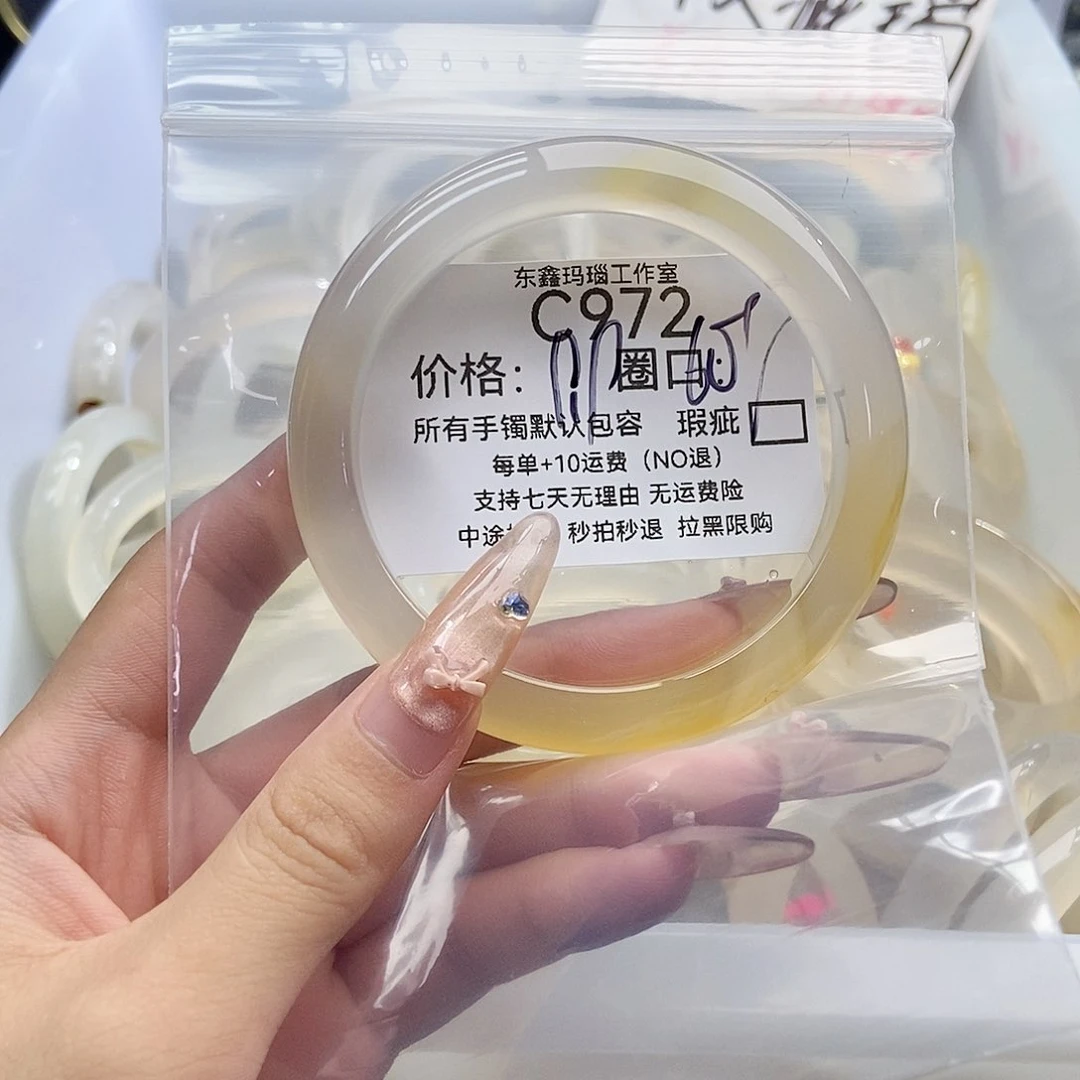 东鑫玛瑙工作室
C972
价格: 圈口:
所有手镯默认包容 瑕疵
每单+10运费（NO退）
支持七天无理由 无运费险
中途 秒拍秒退 拉黑限购